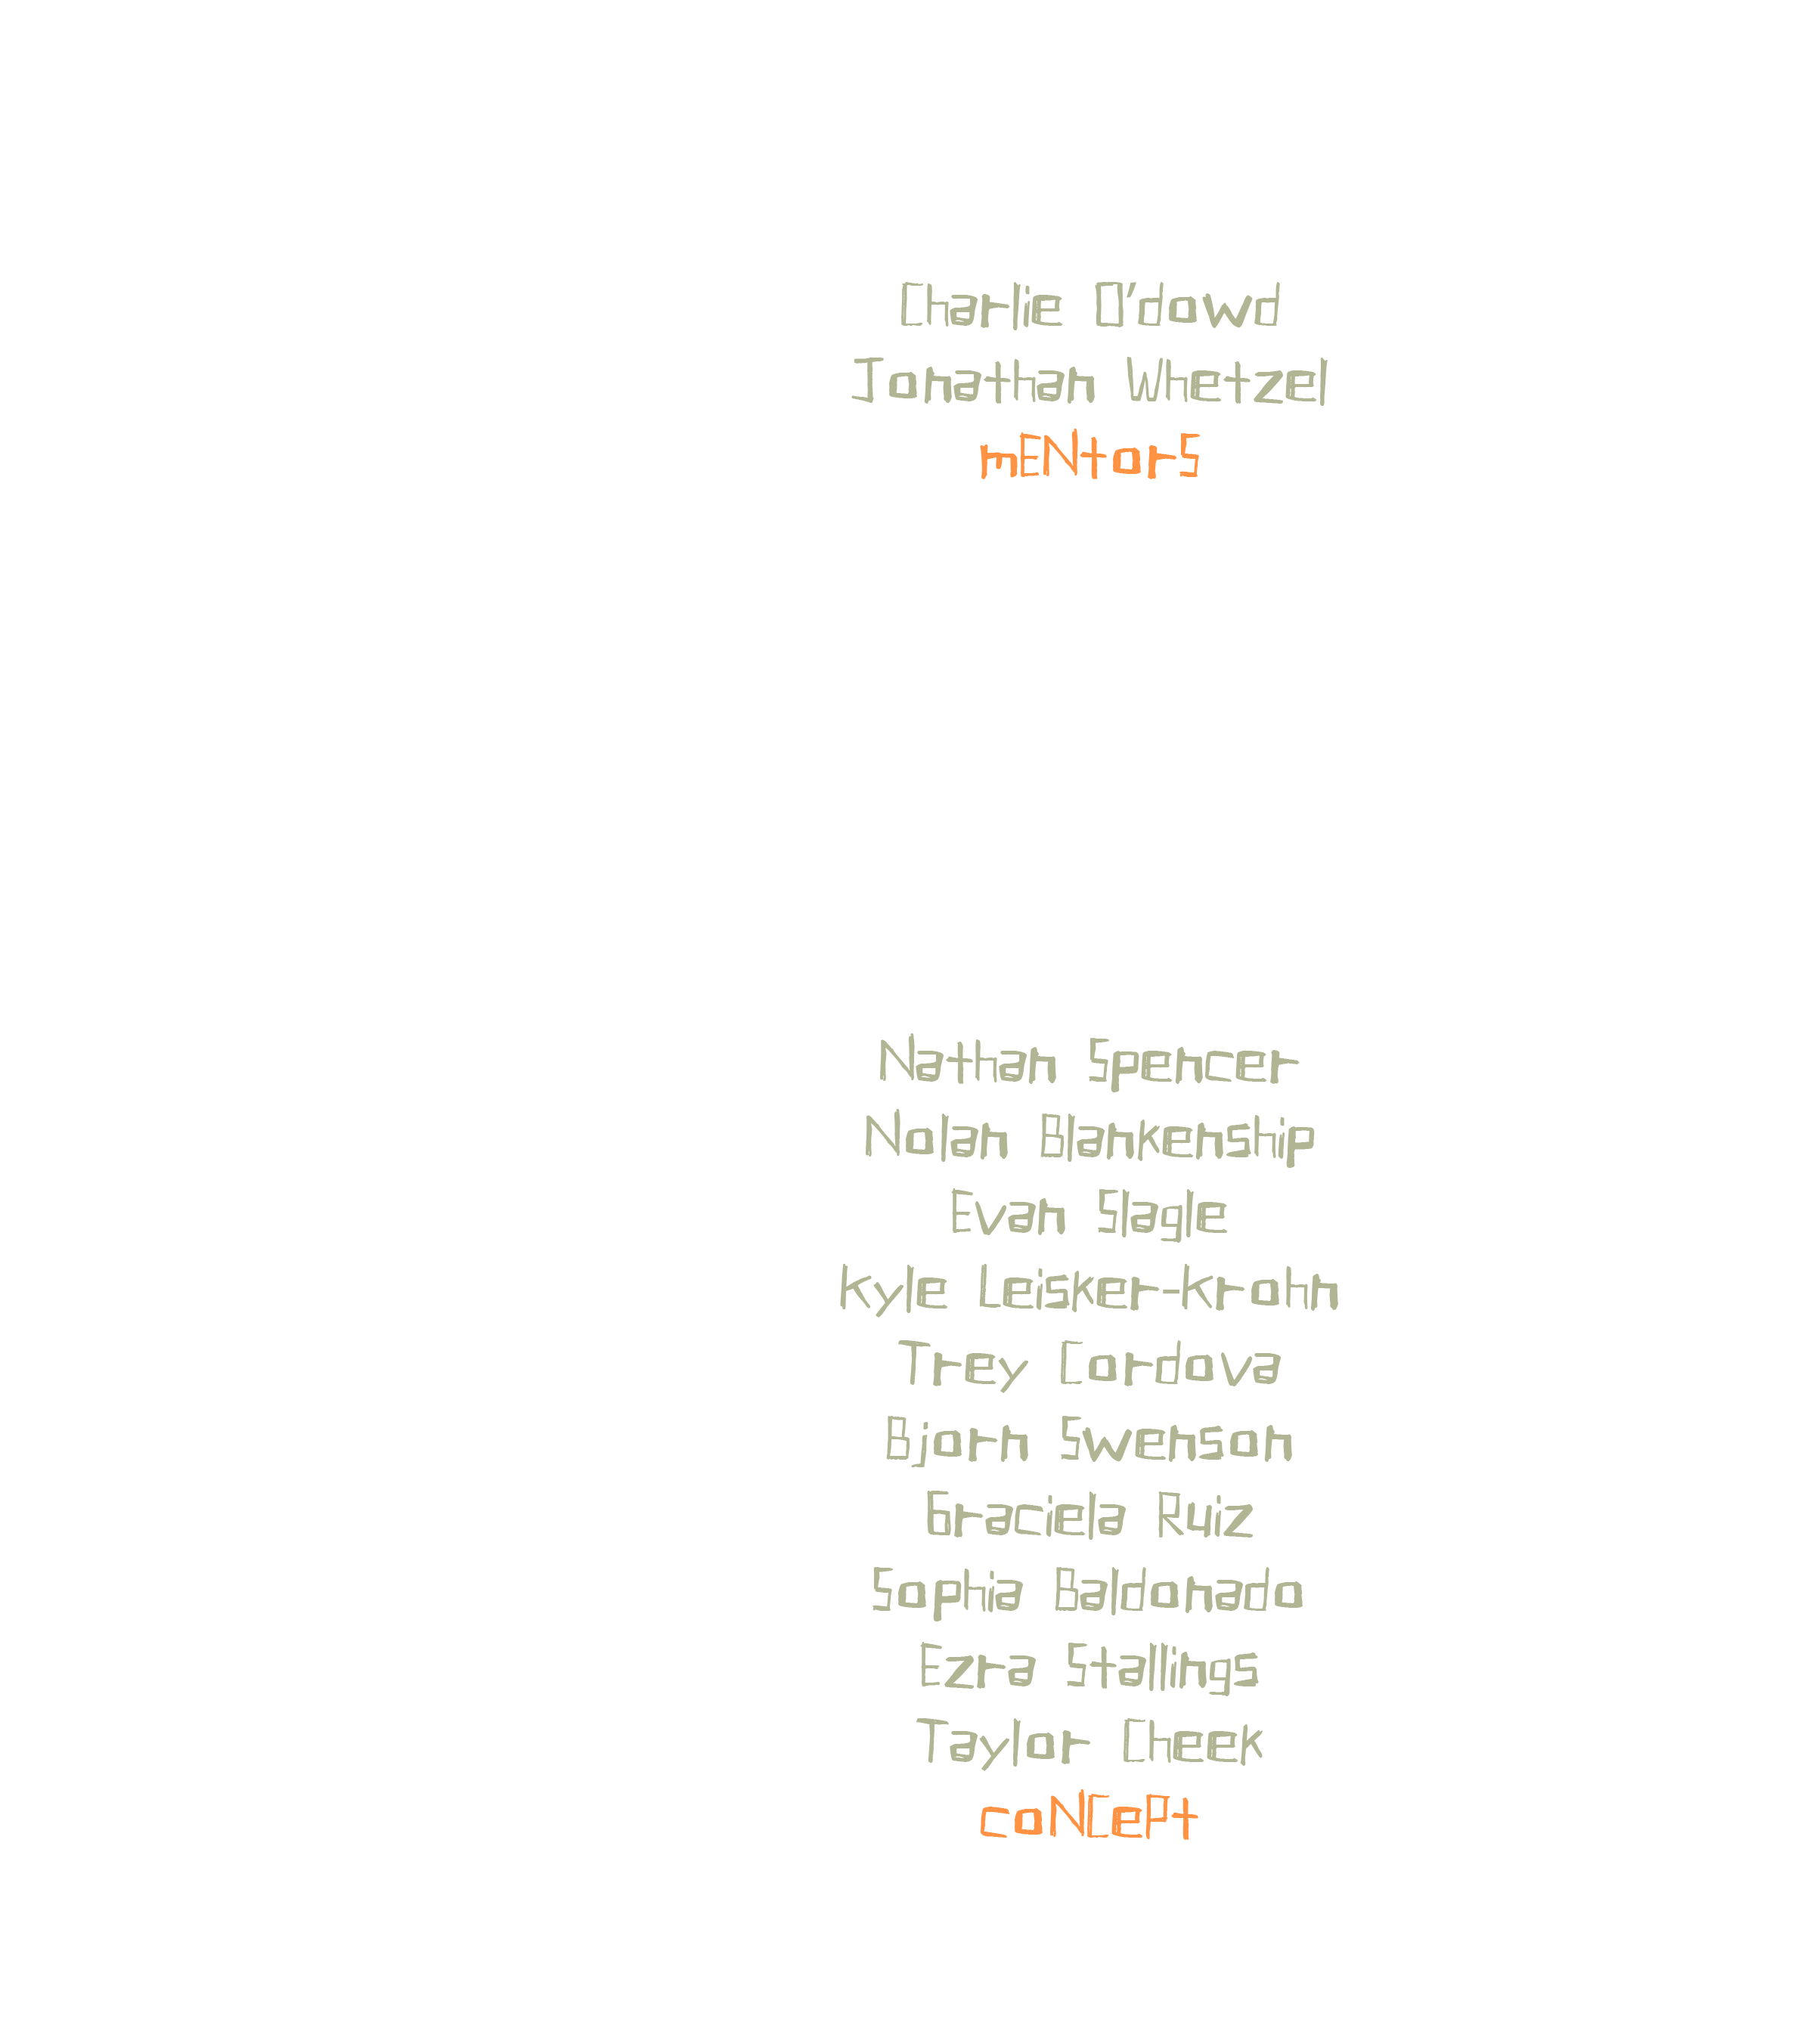 Charlie O'dowd
Jonathan Whetzel
mENtorS
Nathan Spencer
Nolan Blankenship
Evan Slagle
Kyle Leisker-Krohn
Trey Cordova
Bjorn Swenson
Graciela Ruiz
Sophia Baldonado
Ezra Stallings
Taylor Cheek
coNCePt